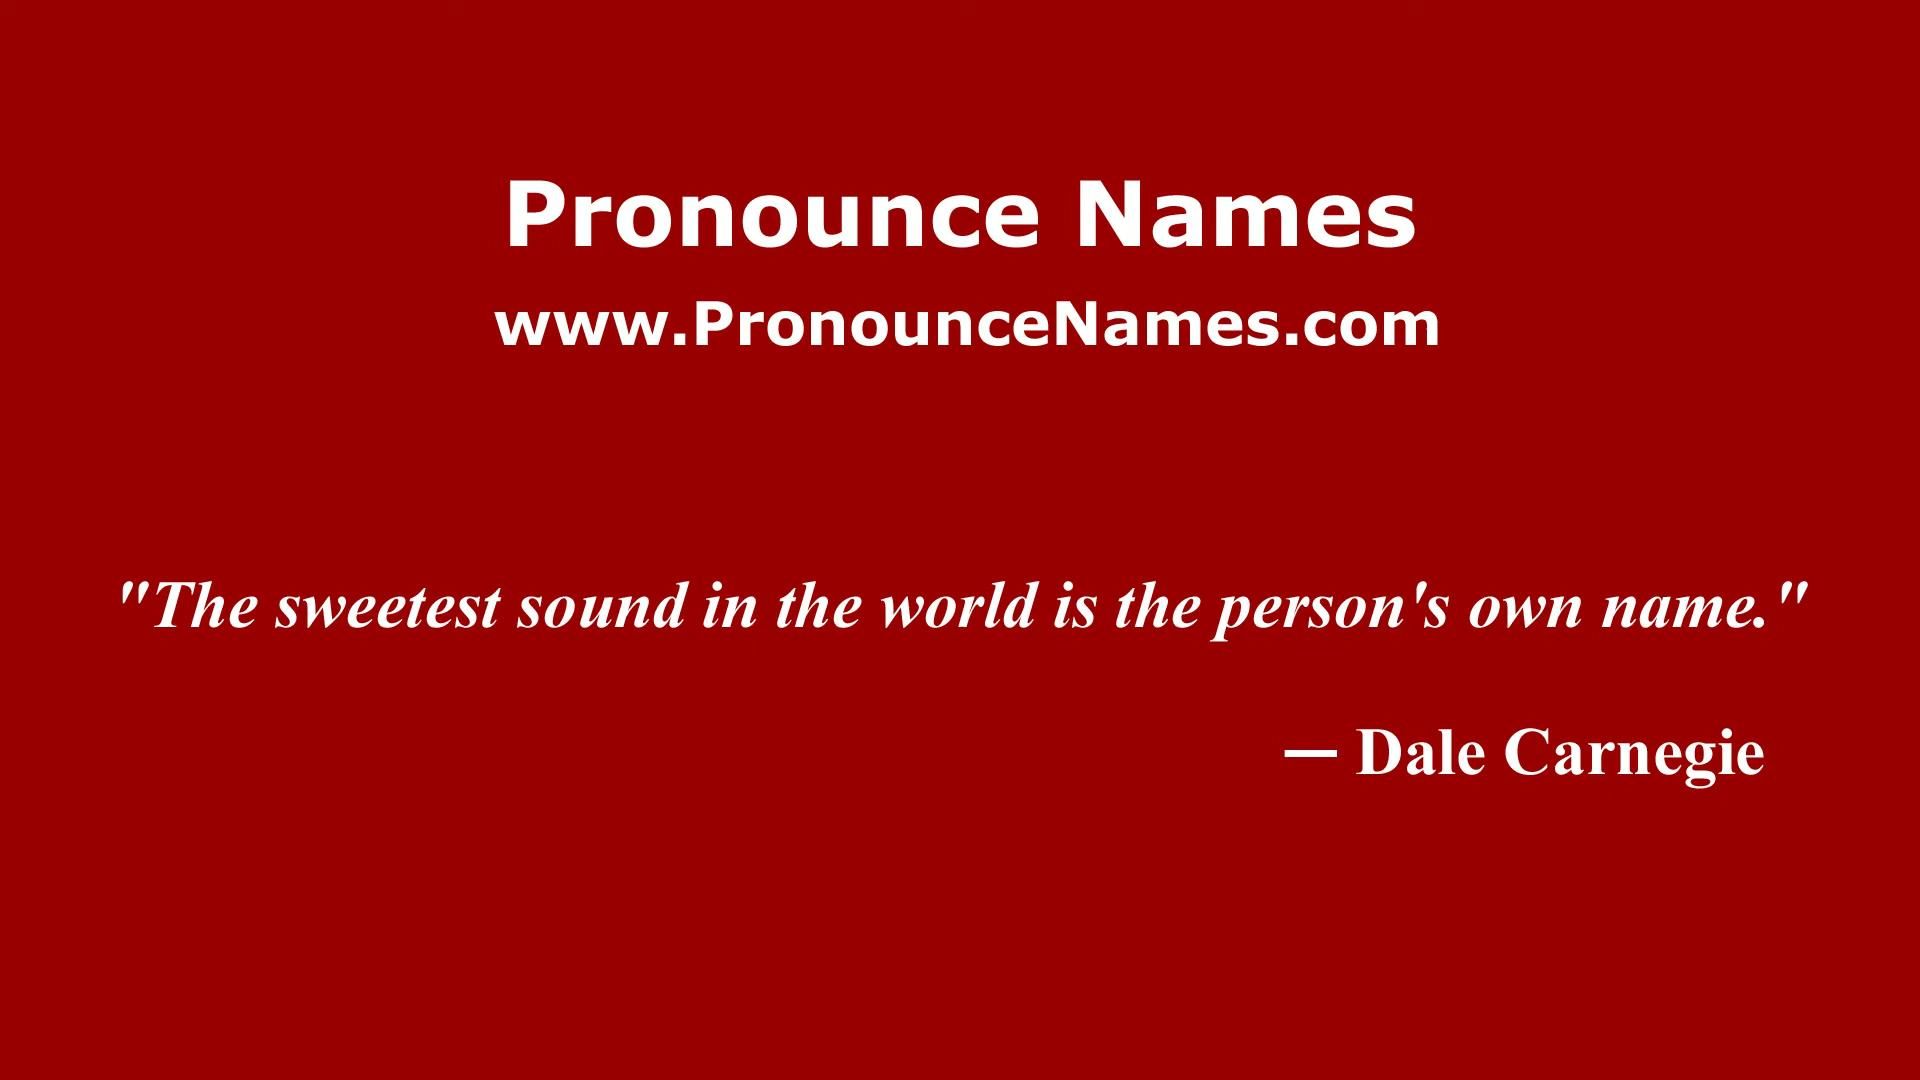 Pronounce Names
www.PronounceNames.com
"The sweetest sound in the world is the person's own name."
— Dale Carnegie